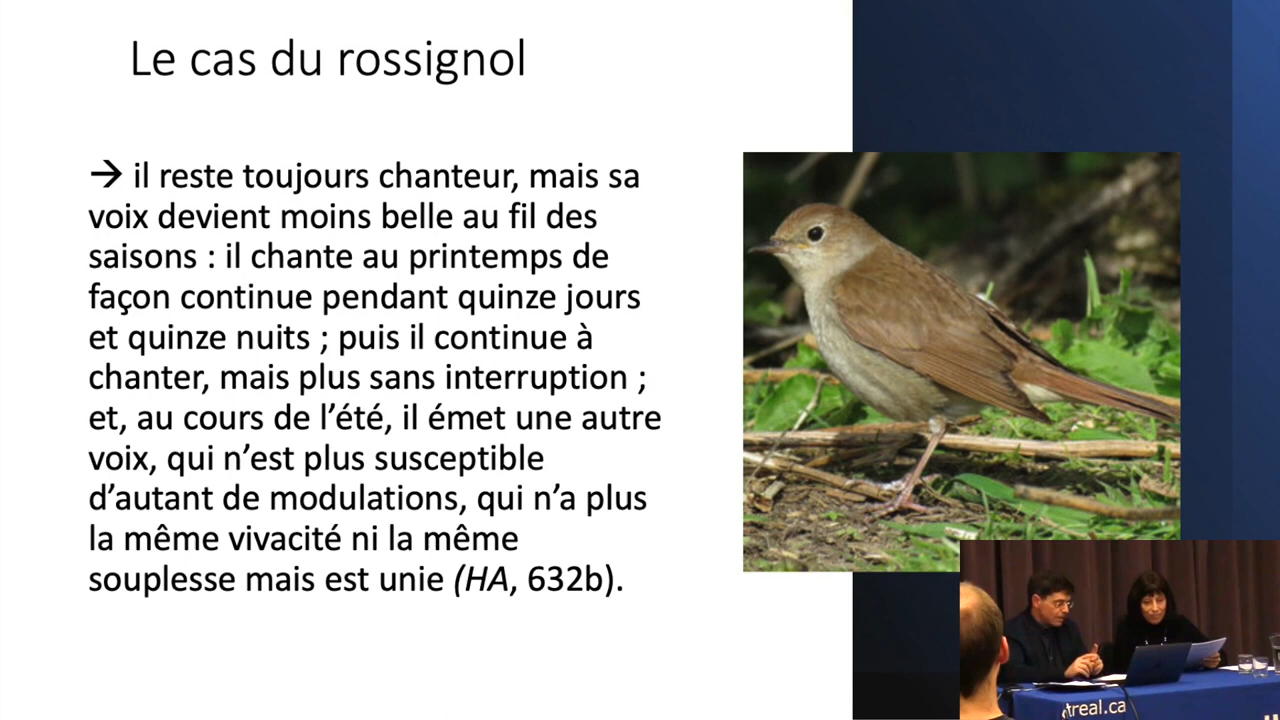 Le cas du rossignol
→ il reste toujours chanteur, mais sa
voix devient moins belle au fil des
saisons : il chante au printemps de
façon continue pendant quinze jours
et quinze nuits ; puis il continue à
chanter, mais plus sans interruption ;
et, au cours de l’été, il émet une autre
voix, qui n’est plus susceptible
d’autant de modulations, qui n’a plus
la même vivacité ni la même
souplesse mais est unie (HA, 632b).
treal.ca